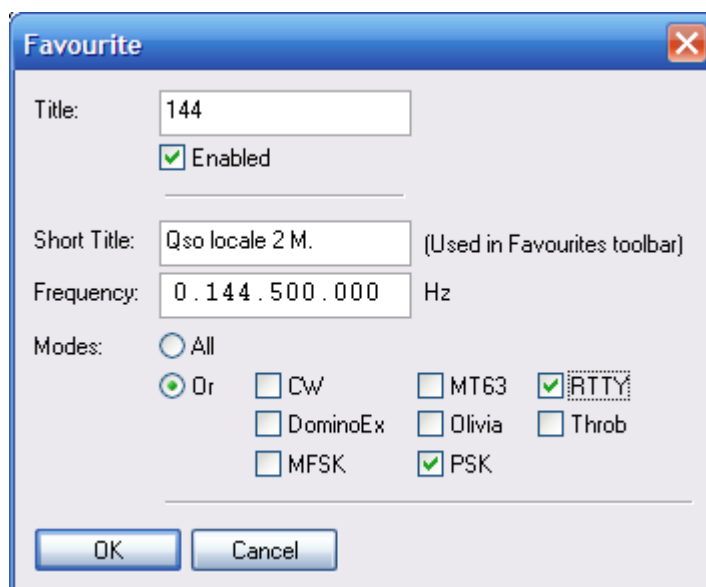 Favourite
Title: 144
Enabled
Short Title: Qso locale 2 M. (Used in Favourites toolbar)
Frequency: 0.144.500.000 Hz
Modes: All
Or CW MT63 RTTY
DominoEx Olivia Throb
MFSK PSK
OK Cancel